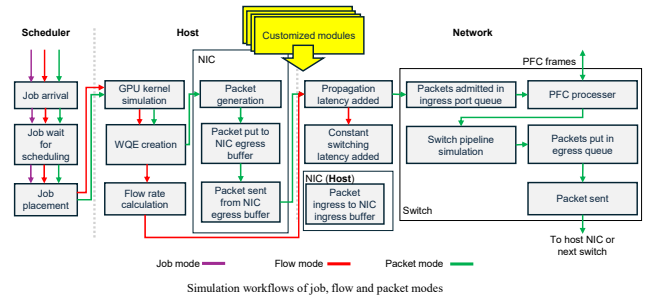 Scheduler
Host
Network
Customized modules
NIC
PFC frames
Job arrival
Job wait
for
scheduling
Job
placement
GPU kernel
simulation
WQE creation
Flow rate
calculation
Packet
generation
Packet put to
NIC egress
buffer
Packet sent
from NIC
egress buffer
Propagation
latency added
Constant
switching
latency added
NIC (Host)
Packet
ingress to NIC
ingress buffer
Packets admitted in
ingress port queue
PFC processer
Switch pipeline
simulation
Packets put in
egress queue
Packet sent
Switch
To host NIC or
next switch
Job mode
Flow mode
Packet mode
Simulation workflows of job, flow and packet modes